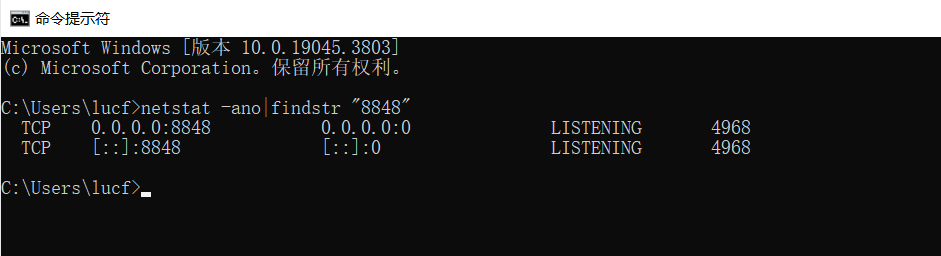 命令提示符
Microsoft Windows [版本 10.0.19045.3803]
(c) Microsoft Corporation。保留所有权利。
C:\Users\lucf>netstat -ano|findstr "8848"
TCP 0.0.0.0:8848 0.0.0.0:0 LISTENING 4968
TCP [::]:8848 [::]:0 LISTENING 4968
C:\Users\lucf>